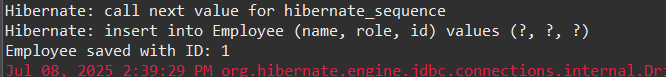 Hibernate: call next value for hibernate_sequence
Hibernate: insert into Employee (name, role, id) values (?, ?, ?)
Employee saved with ID: 1
Jul 08, 2025 2:39:29 PM org.hibernate.engine.jdbc.connections.internal.Dr